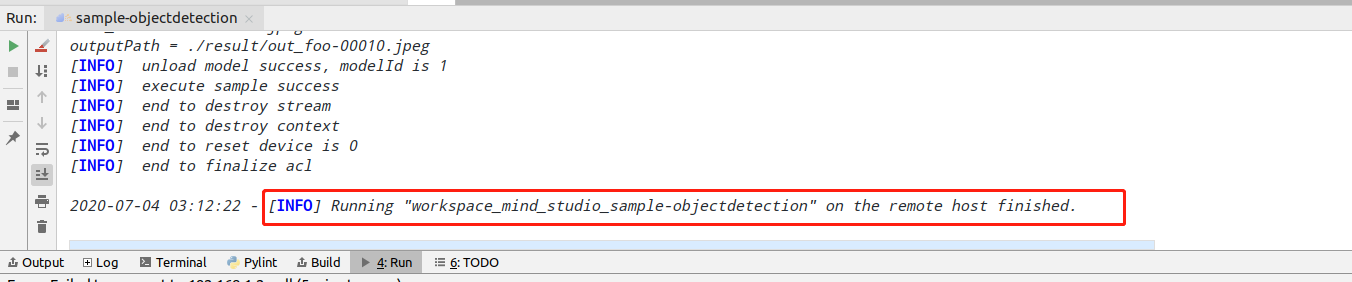 Run: sample-objectdetection
outputPath = ./result/out_foo-00010.jpeg
[INFO] unload model success, modelId is 1
[INFO] execute sample success
[INFO] end to destroy stream
[INFO] end to destroy context
[INFO] end to reset device is 0
[INFO] end to finalize acl
2020-07-04 03:12:22 - [INFO] Running "workspace_mind_studio_sample-objectdetection" on the remote host finished.
Output Log Terminal Pylint Build 4: Run 6: TODO